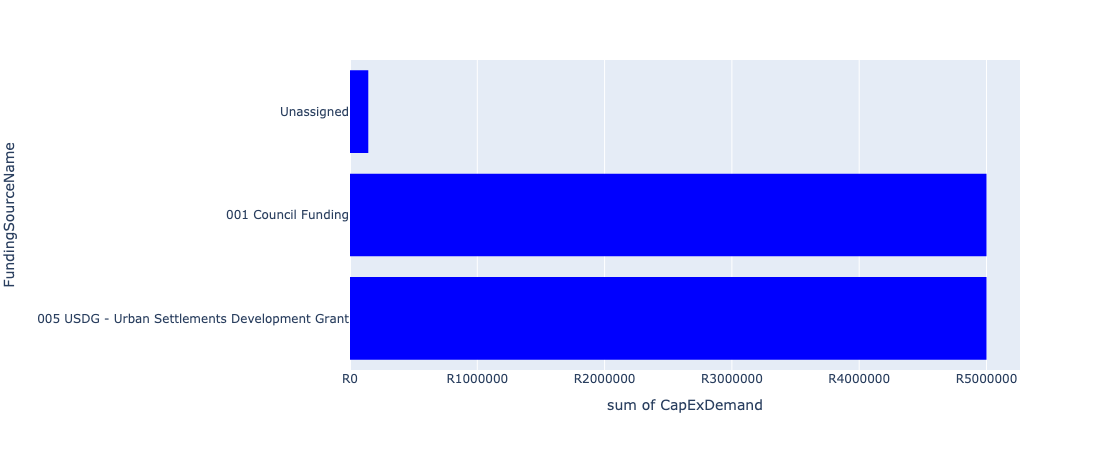 FundingSourceName
Unassigned
001 Council Funding
005 USDG - Urban Settlements Development Grant
R0 R1000000 R2000000 R3000000 R4000000 R5000000
sum of CapExDemand